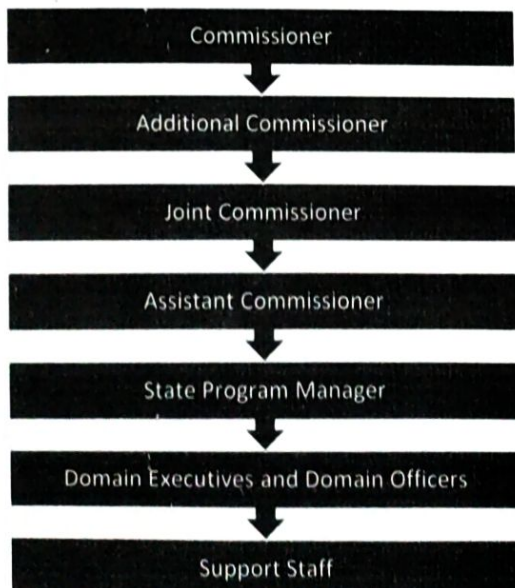 Commissioner
Additional Commissioner
Joint Commissioner
Assistant Commissioner
State Program Manager
Domain Executives and Domain Officers
Support Staff